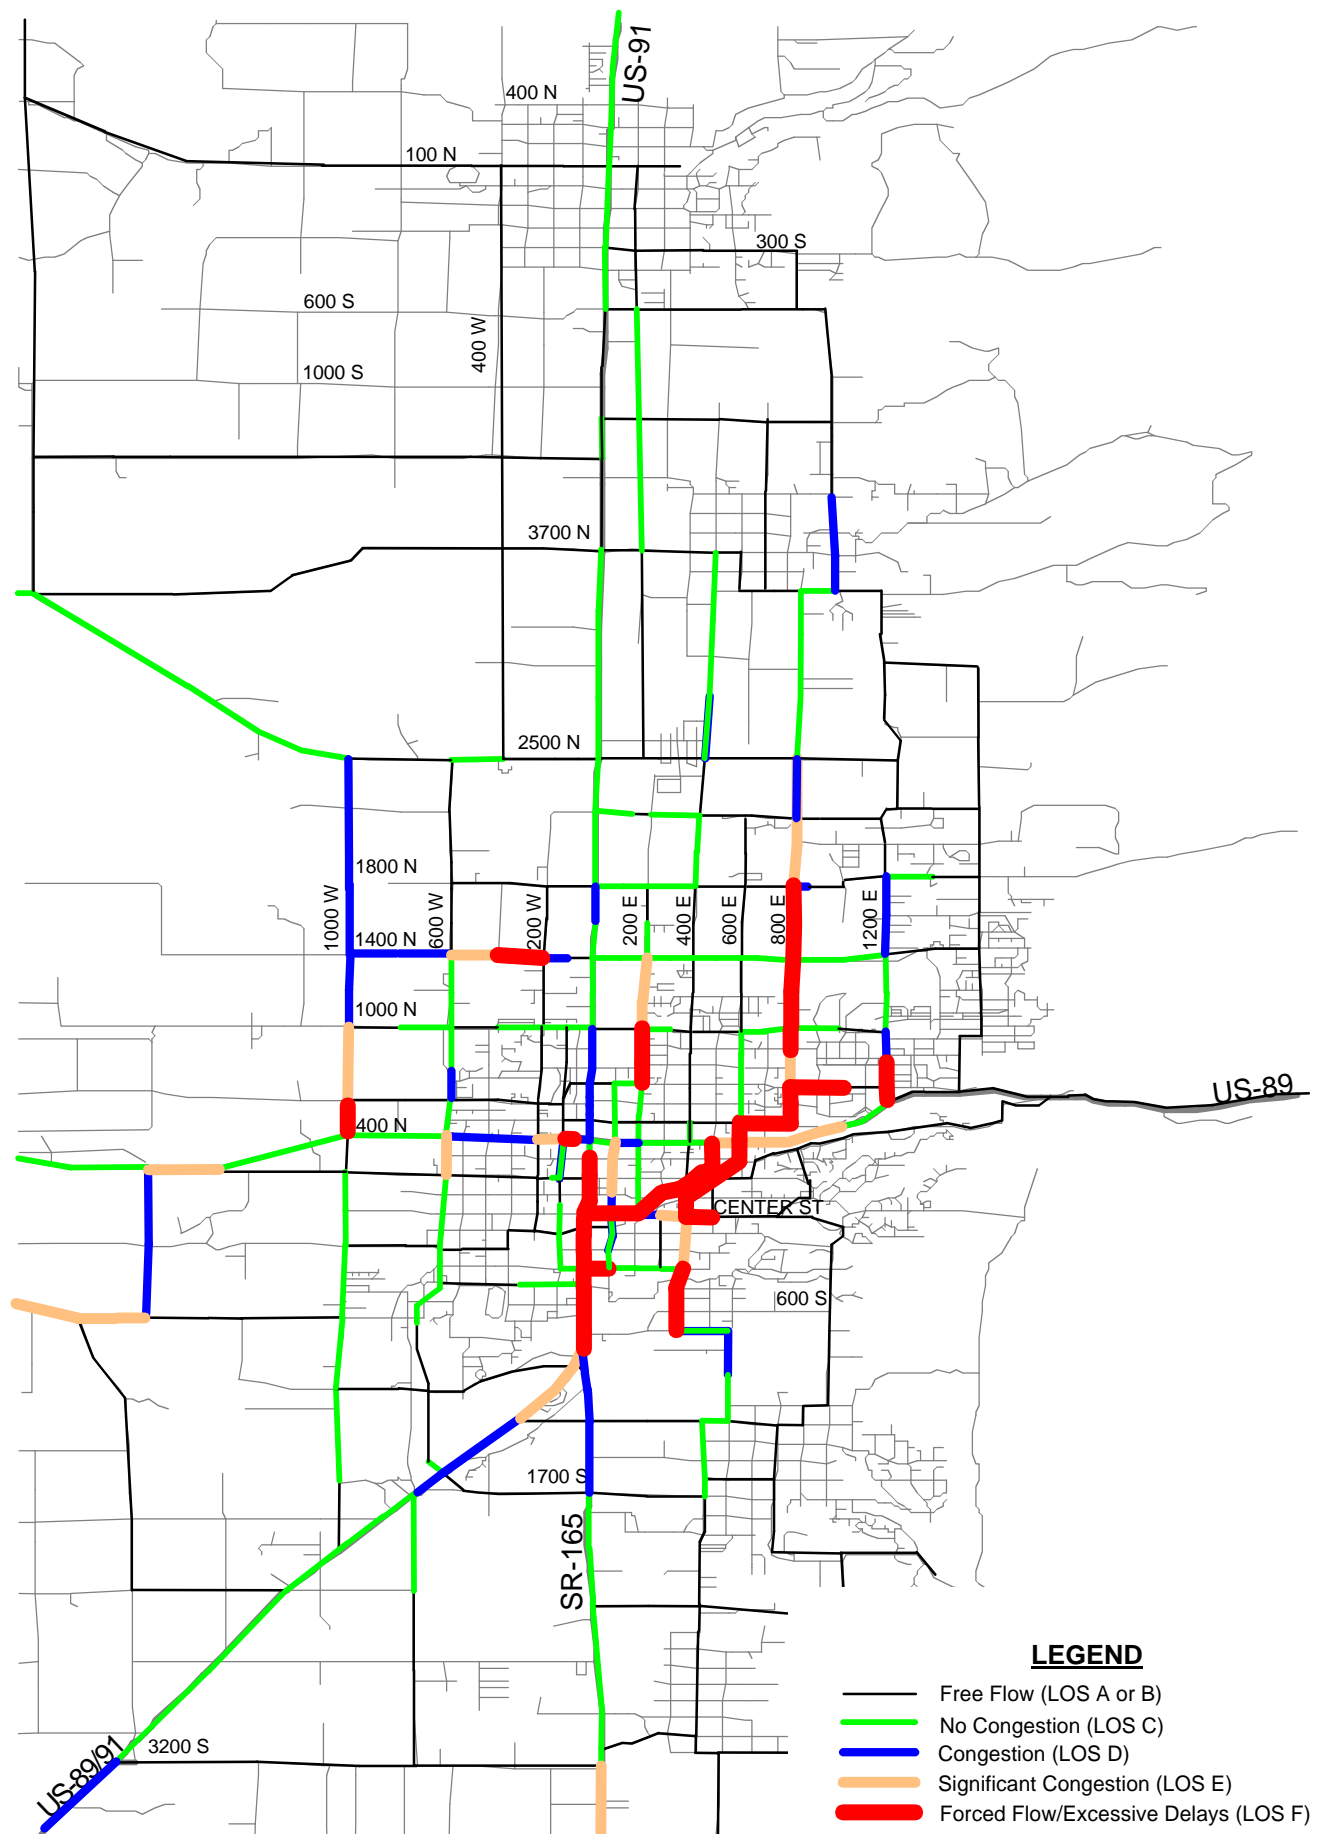 US-91
400 N
100 N
300 S
600 S
400 W
1000 S
3700 N
2500 N
1800 N
1000 W
600 W
200 W
200 E
400 E
600 E
800 E
1200 E
1400 N
1000 N
US-89
400 N
CENTER ST
600 S
1700 S
SR-165
LEGEND
Free Flow (LOS A or B)
No Congestion (LOS C)
Congestion (LOS D)
Significant Congestion (LOS E)
Forced Flow/Excessive Delays (LOS F)
3200 S
US-89/91